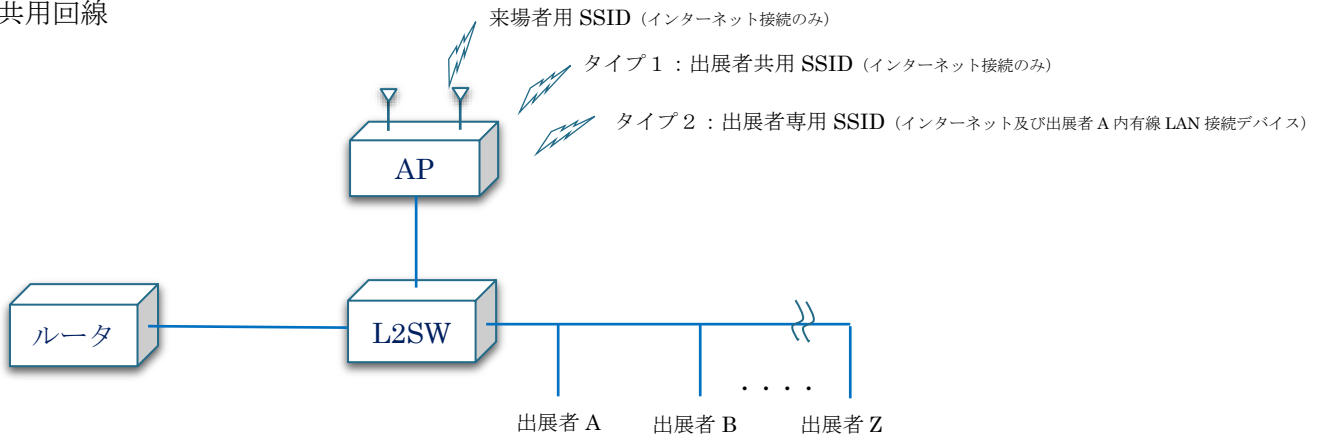 共用回線
来場者用 SSID（インターネット接続のみ）
タイプ１：出展者共用 SSID（インターネット接続のみ）
タイプ２：出展者専用 SSID（インターネット及び出展者 A 内有線 LAN 接続デバイス）
AP
ルータ
L2SW
・・・・
出展者 A
出展者 B
出展者 Z